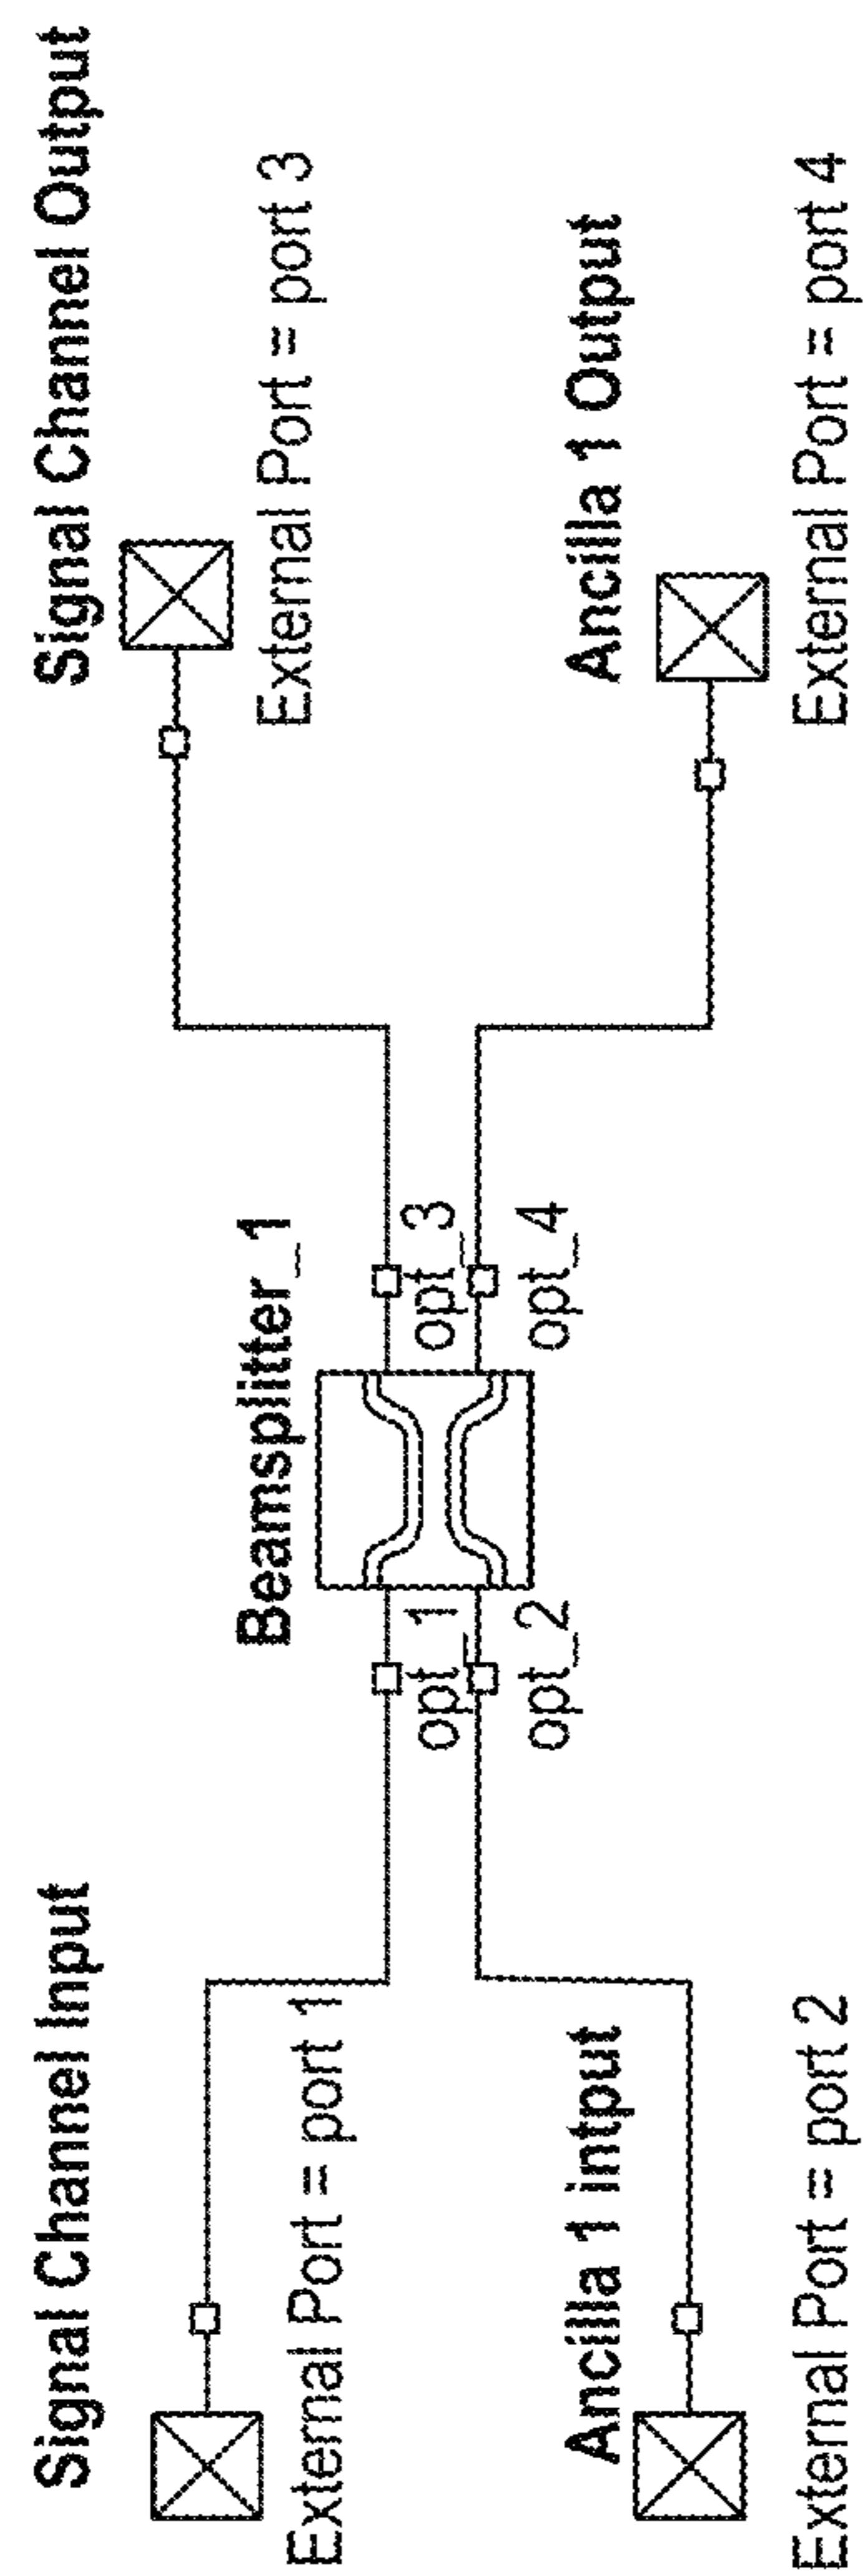 Signal Channel Input
External Port = port 1
Ancilla 1 intput
External Port = port 2
Beamsplitter_1
opt_1
opt_2
opt_3
opt_4
Signal Channel Output
External Port = port 3
Ancilla 1 Output
External Port = port 4